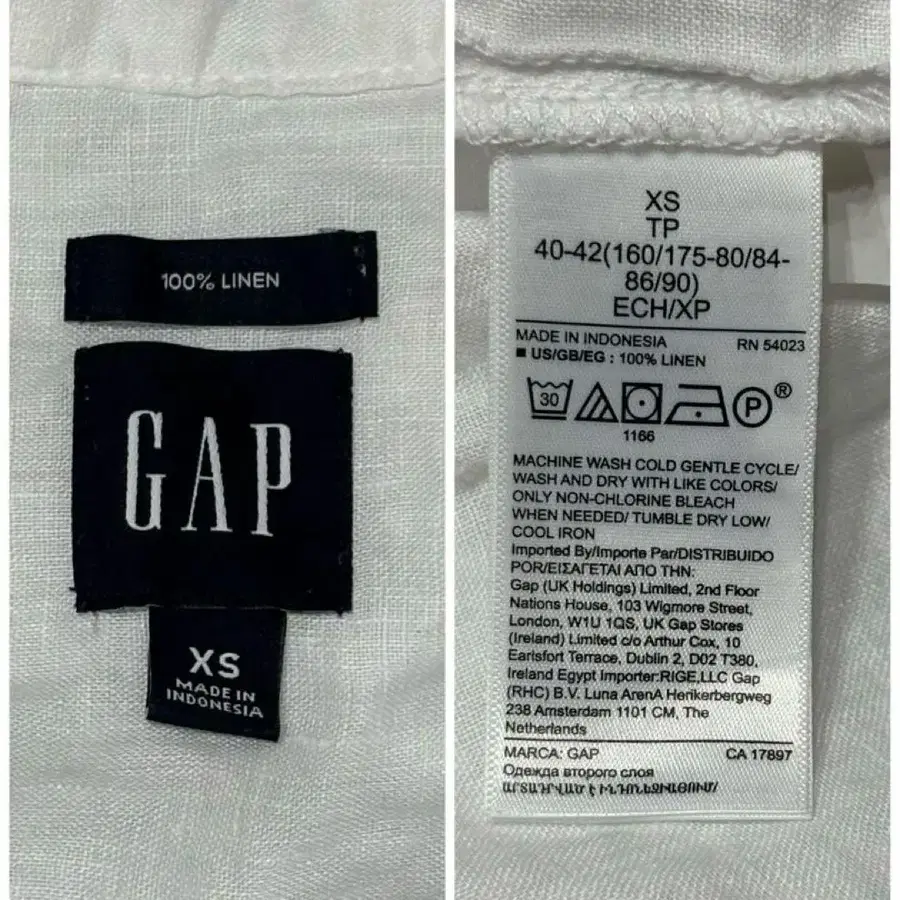 100% LINEN
GAP
XS
MADE IN
INDONESIA
XS
TP
40-42(160/175-80/84-
86/90)
ECH/XP
MADE IN INDONESIA RN 54023
■ US/GB/EG : 100% LINEN
30 P ®
1166
MACHINE WASH COLD GENTLE CYCLE/
WASH AND DRY WITH LIKE COLORS/
ONLY NON-CHLORINE BLEACH
WHEN NEEDED/ TUMBLE DRY LOW/
COOL IRON
Imported By/Importe Par/DISTRIBUIDO
POR/ΕΙΣΑΓΕΤΑΙ ΑΠΟ ΤΗΝ:
Gap (UK Holdings) Limited, 2nd Floor
Nations House, 103 Wigmore Street,
London, W1U 1QS, UK Gap Stores
(Ireland) Limited c/o Arthur Cox, 10
Earlsfort Terrace, Dublin 2, D02 T380,
Ireland Egypt Importer:RIGE,LLC Gap
(RHC) B.V. Luna ArenA Herikerbergweg
238 Amsterdam 1101 CM, The
Netherlands
MARCA: GAP CA 17897
Одежда второго слоя
ԱՐՏԱԴՐՎԱԾ Է ԻՆԴՈՆԵԶԻԱՅՈՒՄ/